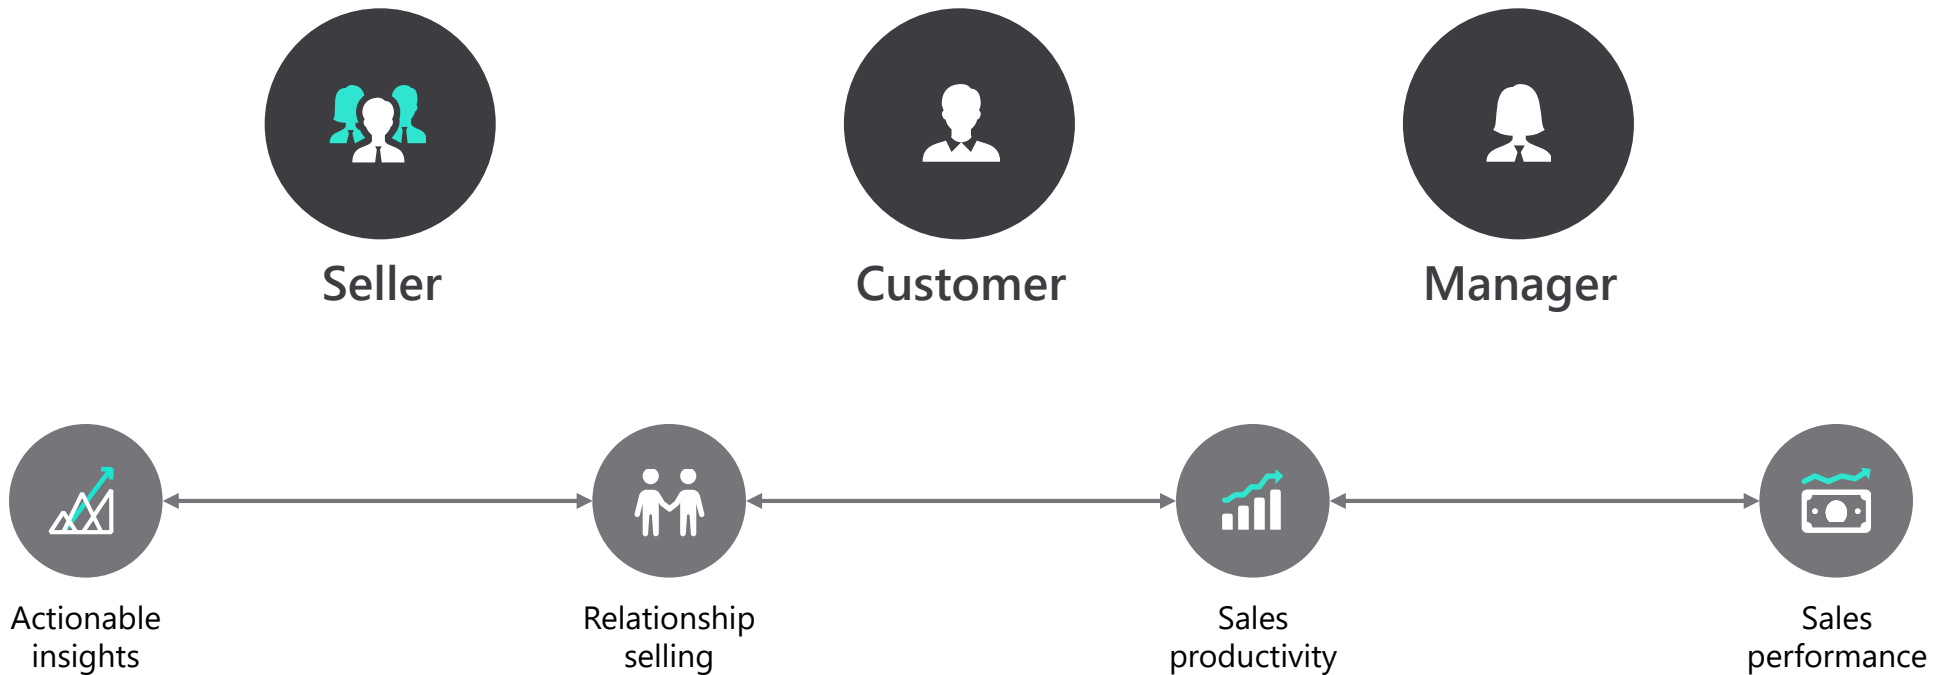 Seller
Customer
Manager
Actionable
insights
Relationship
selling
Sales
productivity
Sales
performance